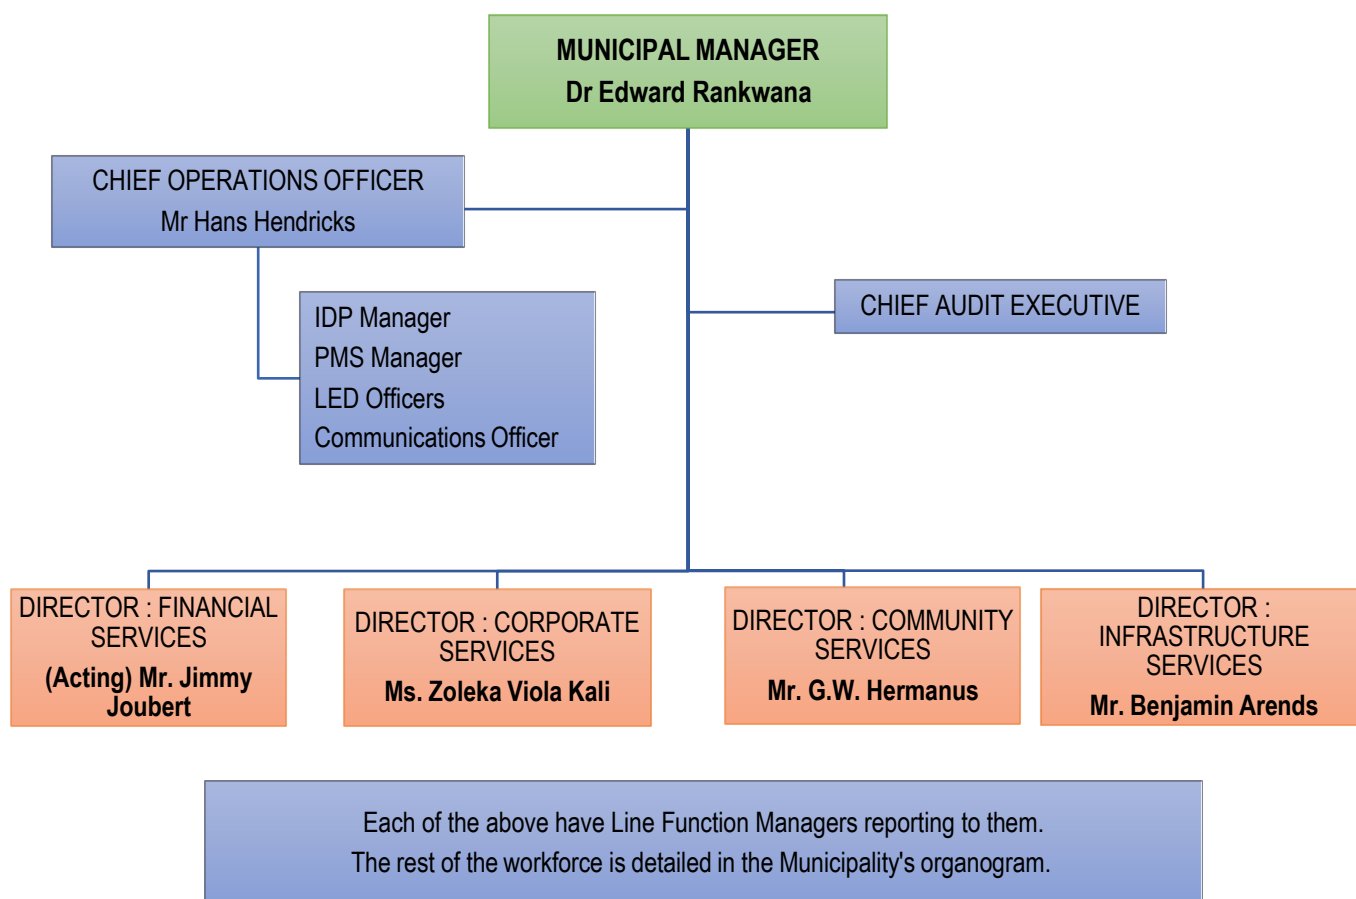 MUNICIPAL MANAGER
Dr Edward Rankwana
CHIEF OPERATIONS OFFICER
Mr Hans Hendricks
CHIEF AUDIT EXECUTIVE
IDP Manager
PMS Manager
LED Officers
Communications Officer
DIRECTOR : FINANCIAL
SERVICES
(Acting) Mr. Jimmy
Joubert
DIRECTOR : CORPORATE
SERVICES
Ms. Zoleka Viola Kali
DIRECTOR : COMMUNITY
SERVICES
Mr. G.W. Hermanus
DIRECTOR :
INFRASTRUCTURE
SERVICES
Mr. Benjamin Arends
Each of the above have Line Function Managers reporting to them.
The rest of the workforce is detailed in the Municipality's organogram.